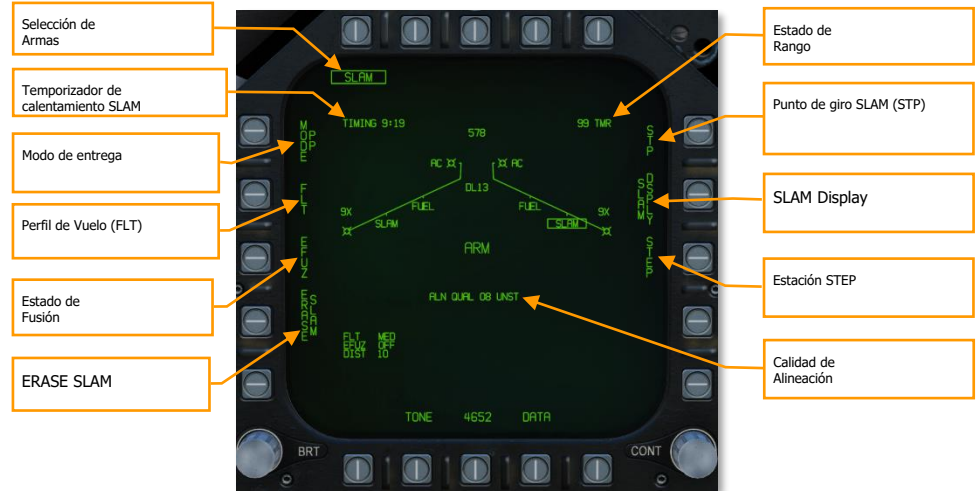 Selección de
Armas
Temporizador de
calentamiento SLAM
Modo de entrega
Perfil de Vuelo (FLT)
Estado de
Fusión
ERASE SLAM
SLAM
TIMING 9:19
99 TMR
578
MODE
PP
FLT
EFUZ
ERASE
SLAM
AC
AC
DL13
9X
FUEL
FUEL
9X
SLAM
SLAM
ARM
ALN QUAL 08 UNST
FLT MED
EFUZ OFF
DIST 10
STP
SLAM
DSPLY
STEP
TONE 4652 DATA
BRT
CONT
Estado de
Rango
Punto de giro SLAM (STP)
SLAM Display
Estación STEP
Calidad de
Alineación